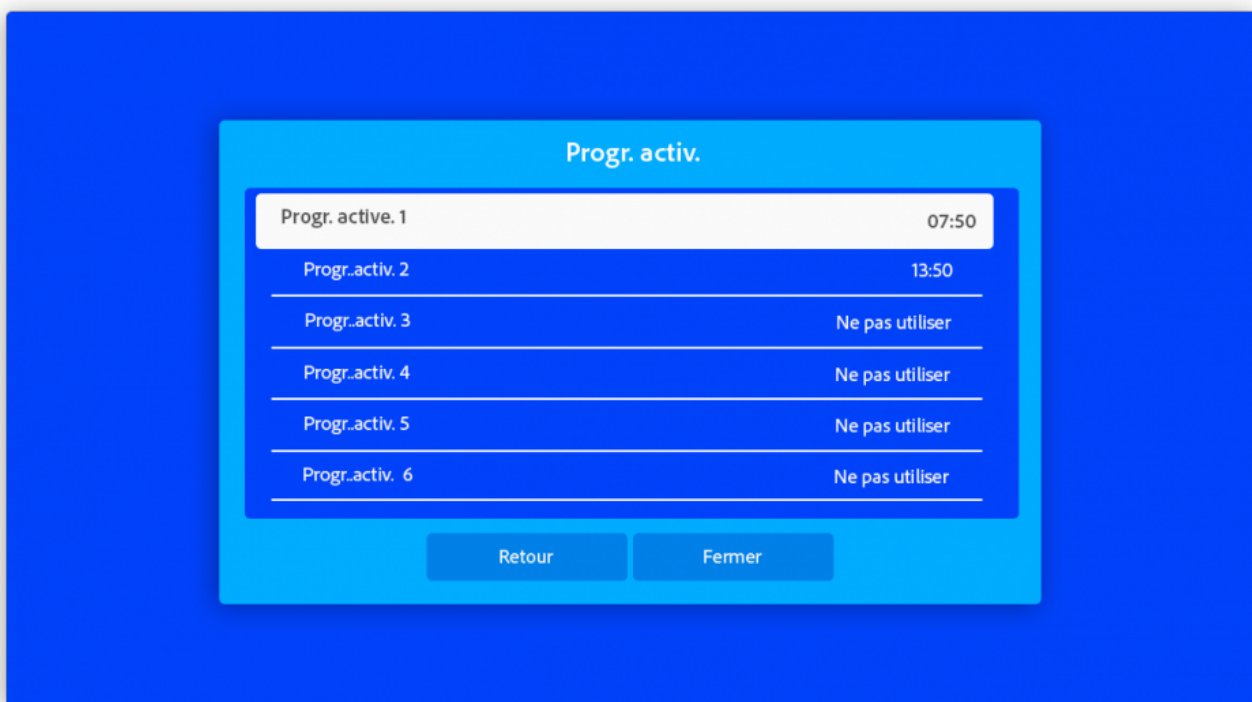 Progr. activ.
Progr. active. 1 07:50
Progr..activ. 2 13:50
Progr..activ. 3 Ne pas utiliser
Progr..activ. 4 Ne pas utiliser
Progr..activ. 5 Ne pas utiliser
Progr..activ. 6 Ne pas utiliser
Retour Fermer